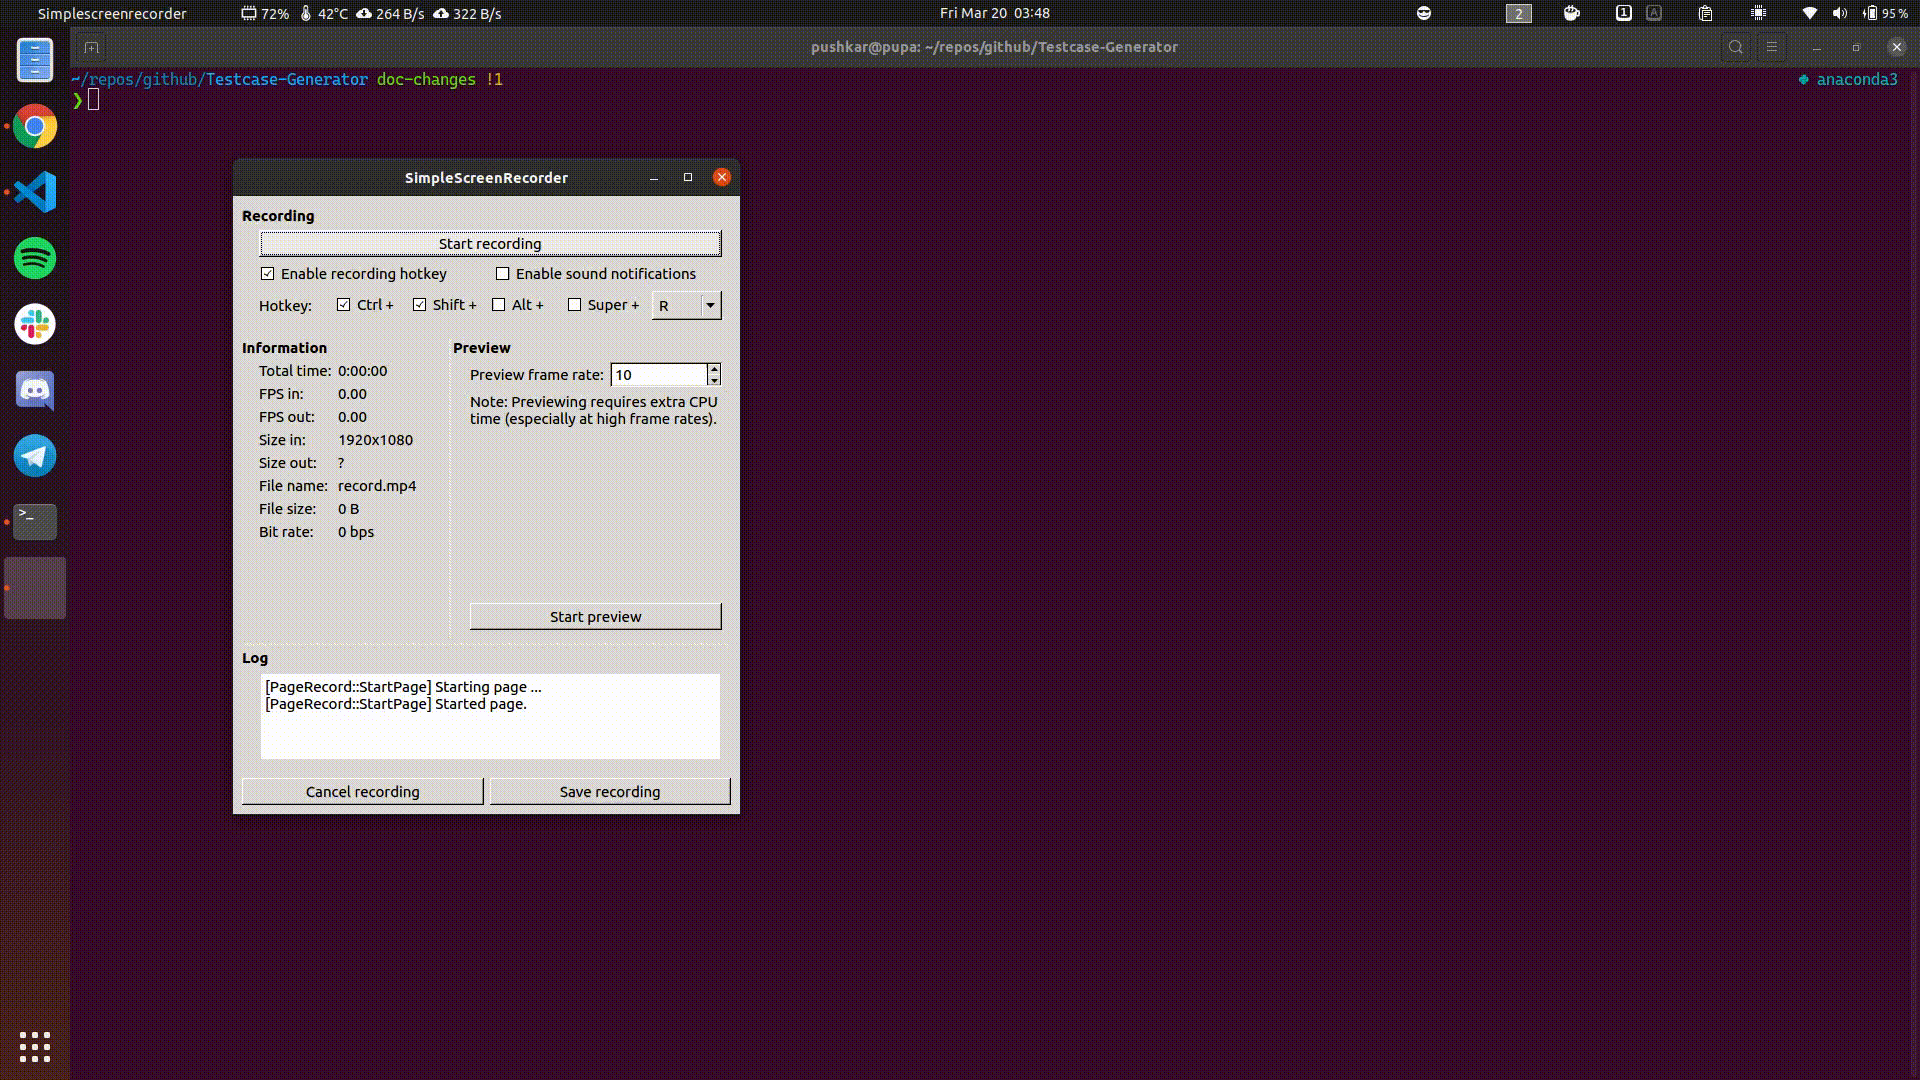 Simplescreenrecorder 72% 42°C 264 B/s 322 B/s Fri Mar 20 03:48 2 1 A 95 %
pushkar@pupa: ~/repos/github/Testcase-Generator
~/repos/github/Testcase-Generator doc-changes !1 anaconda3
❯
SimpleScreenRecorder
Recording
Start recording
Enable recording hotkey Enable sound notifications
Hotkey: Ctrl + Shift + Alt + Super + R
Information
Total time: 0:00:00
FPS in: 0.00
FPS out: 0.00
Size in: 1920x1080
Size out: ?
File name: record.mp4
File size: 0 B
Bit rate: 0 bps
Preview
Preview frame rate: 10
Note: Previewing requires extra CPU
time (especially at high frame rates).
Start preview
Log
[PageRecord::StartPage] Starting page ...
[PageRecord::StartPage] Started page.
Cancel recording Save recording
>_